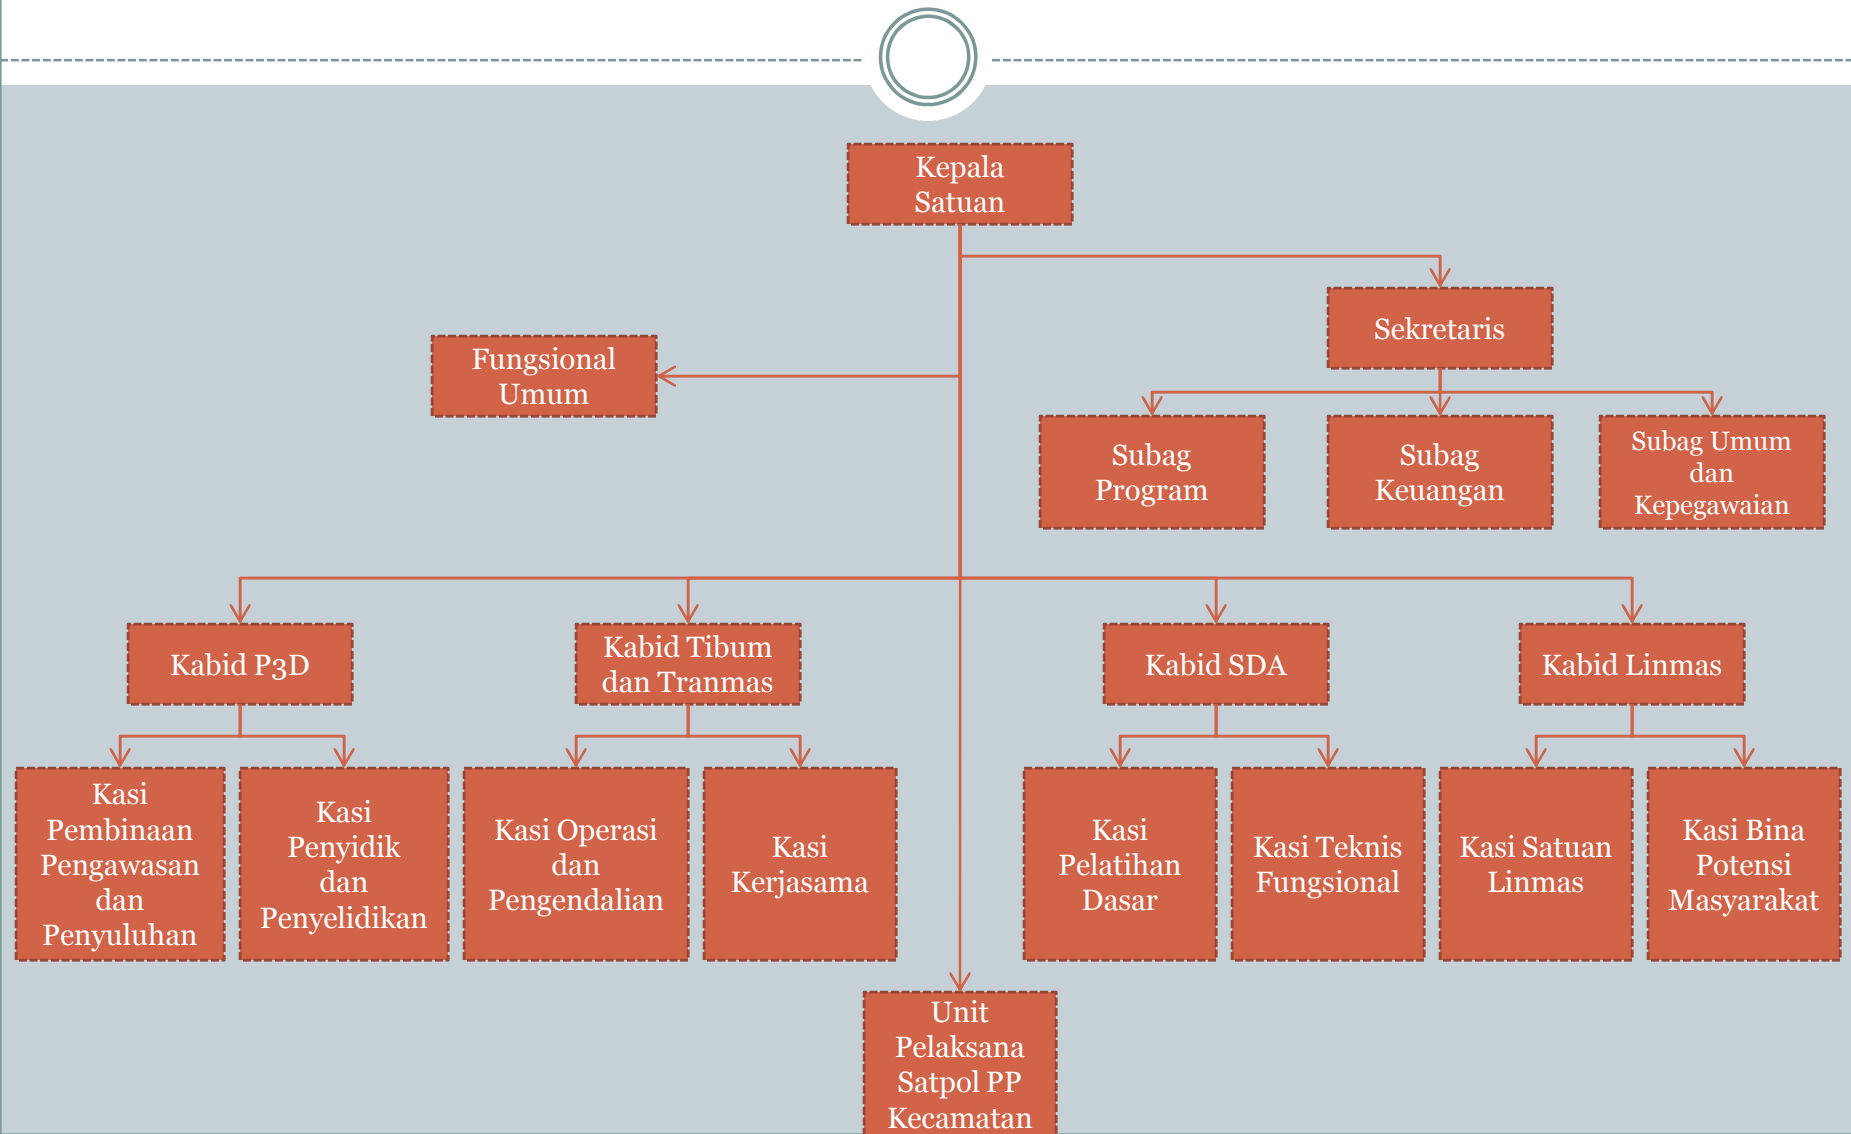 Kepala
Satuan
Sekretaris
Fungsional
Umum
Subag
Program
Subag
Keuangan
Subag Umum
dan
Kepegawaian
Kabid P3D
Kabid Tibum
dan Tranmas
Kabid SDA
Kabid Linmas
Kasi
Pembinaan
Pengawasan
dan
Penyuluhan
Kasi
Penyidik
dan
Penyelidikan
Kasi Operasi
dan
Pengendalian
Kasi
Kerjasama
Kasi
Pelatihan
Dasar
Kasi Teknis
Fungsional
Kasi Satuan
Linmas
Kasi Bina
Potensi
Masyarakat
Unit
Pelaksana
Satpol PP
Kecamatan